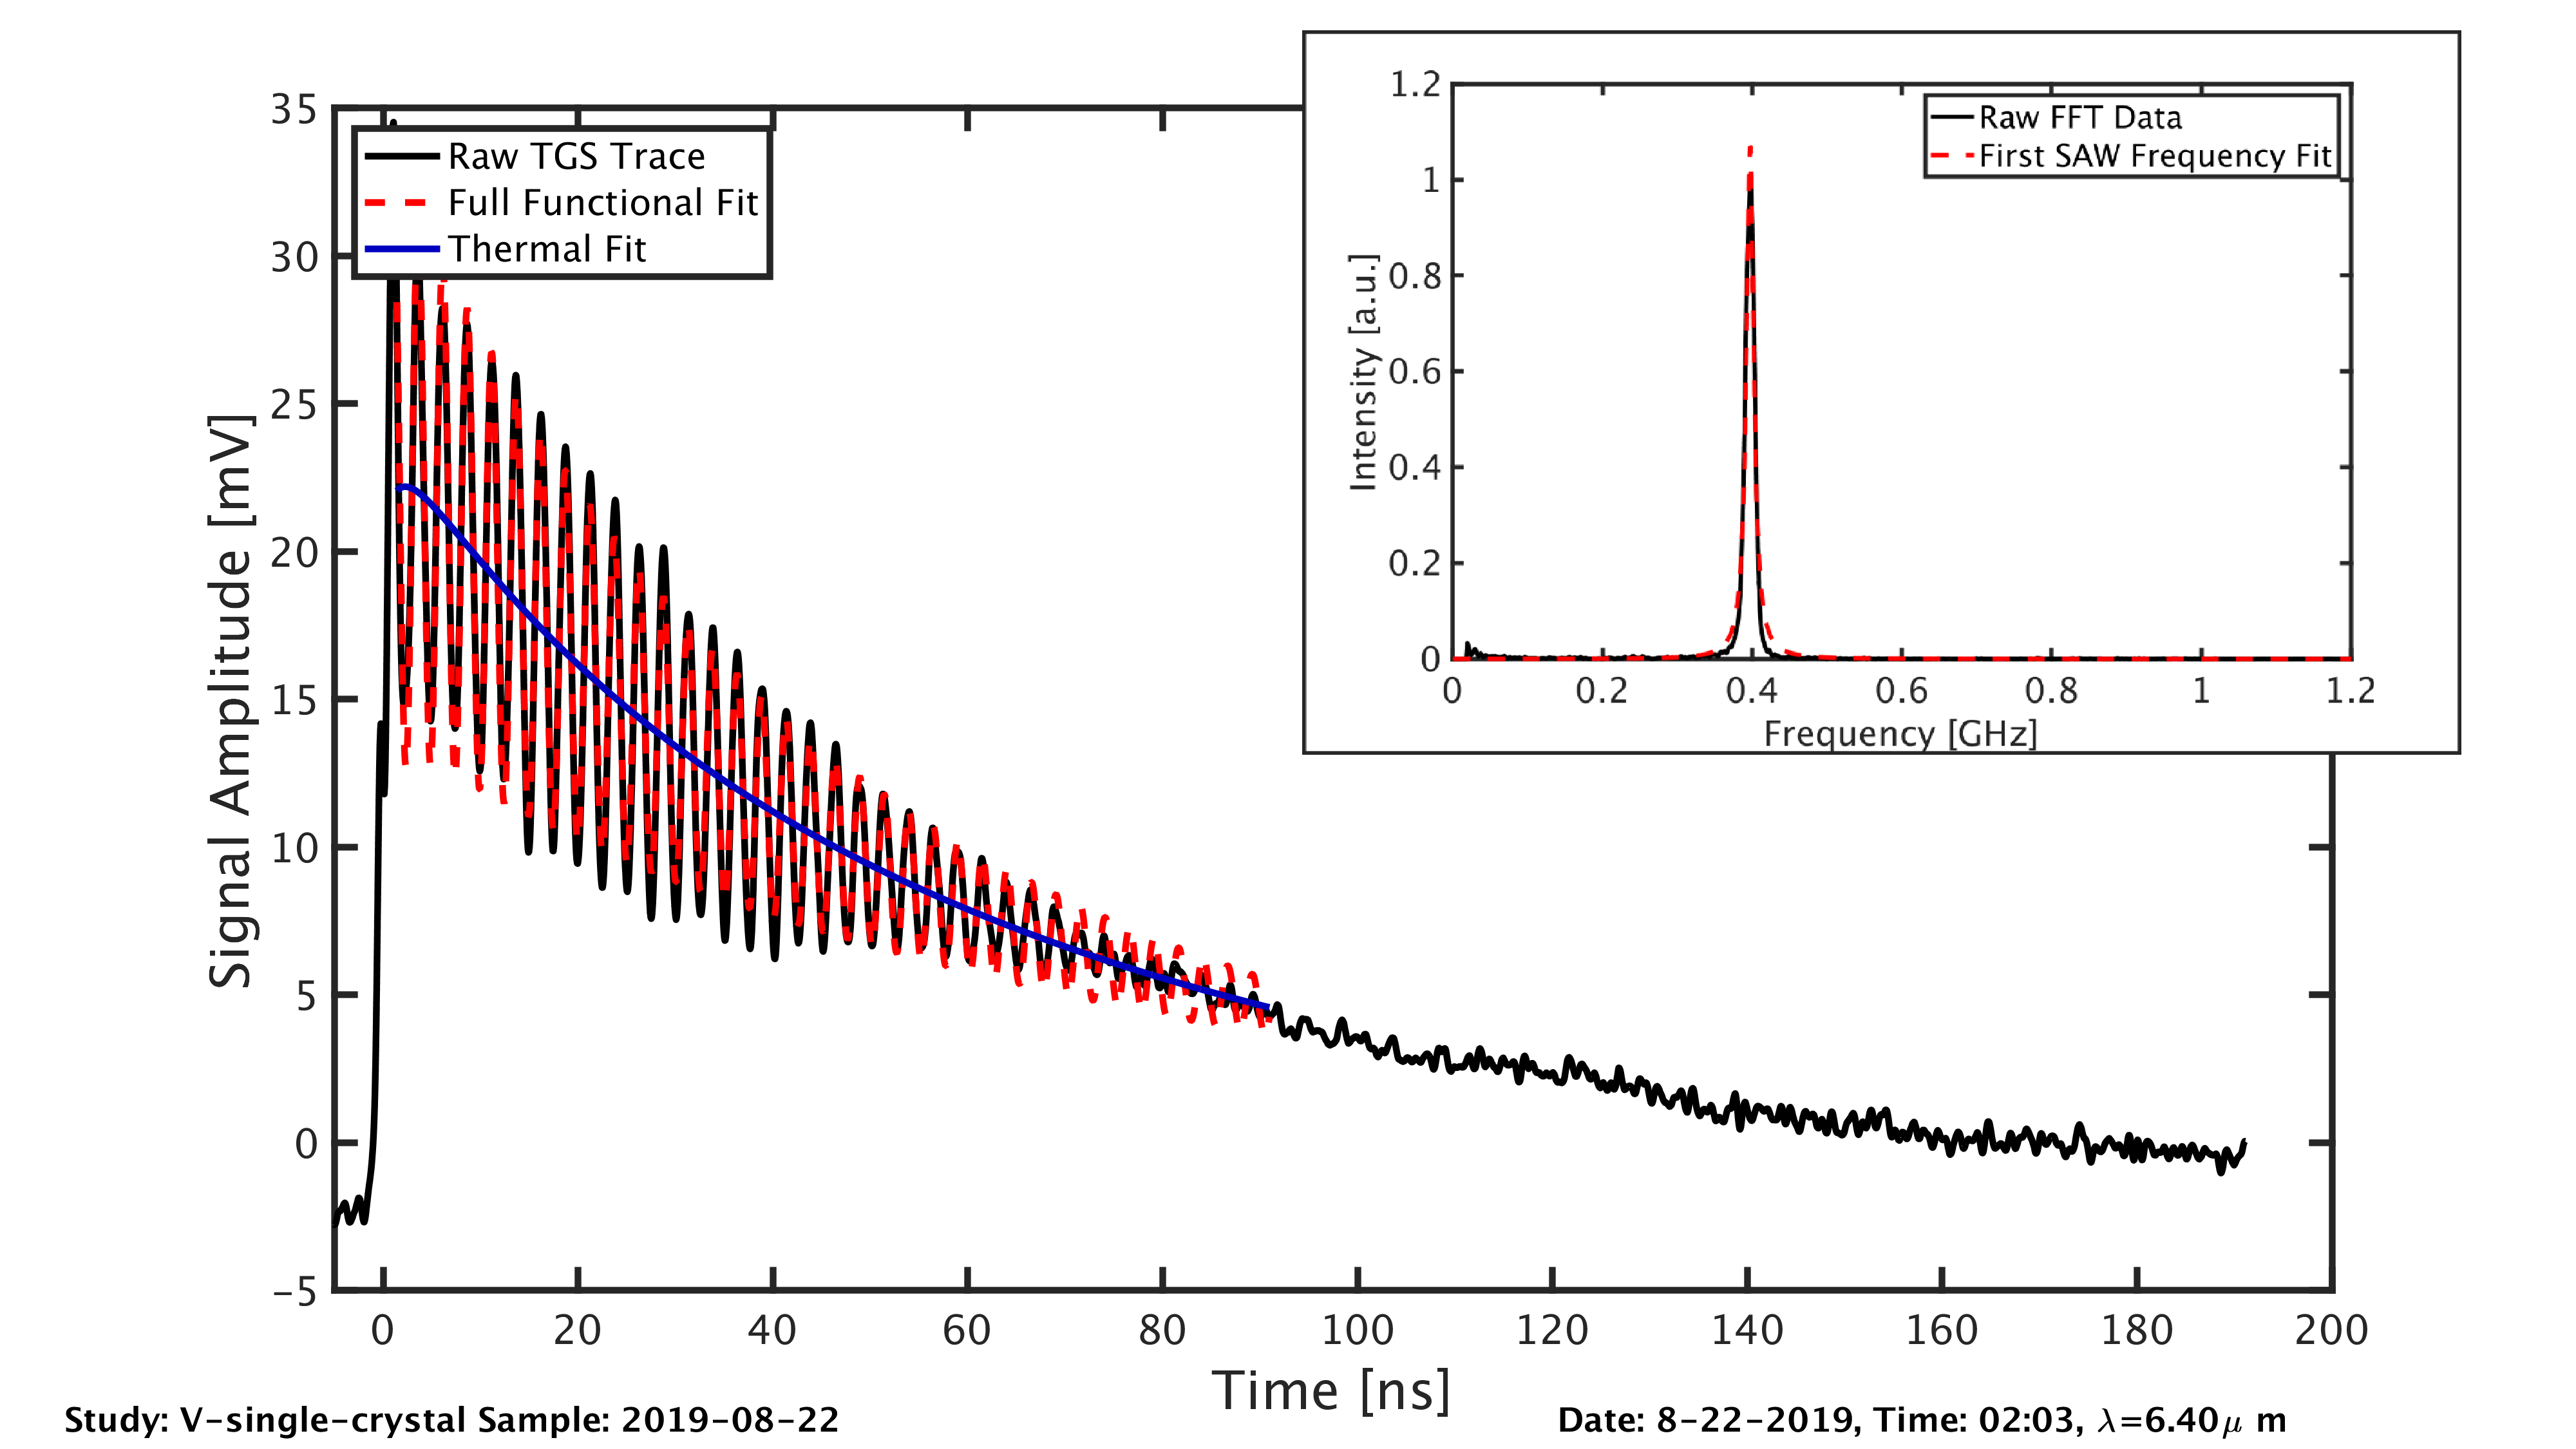 35
30
25
20
15
10
5
0
−5
Signal Amplitude [mV]
Raw TGS Trace
Full Functional Fit
Thermal Fit
0 20 40 60 80 100 120 140 160 180 200
Time [ns]
1.2
1
0.8
0.6
0.4
0.2
0
Intensity [a.u.]
Raw FFT Data
First SAW Frequency Fit
0 0.2 0.4 0.6 0.8 1 1.2
Frequency [GHz]
Study: V−single−crystal Sample: 2019−08−22
Date: 8−22−2019, Time: 02:03, λ=6.40μ m